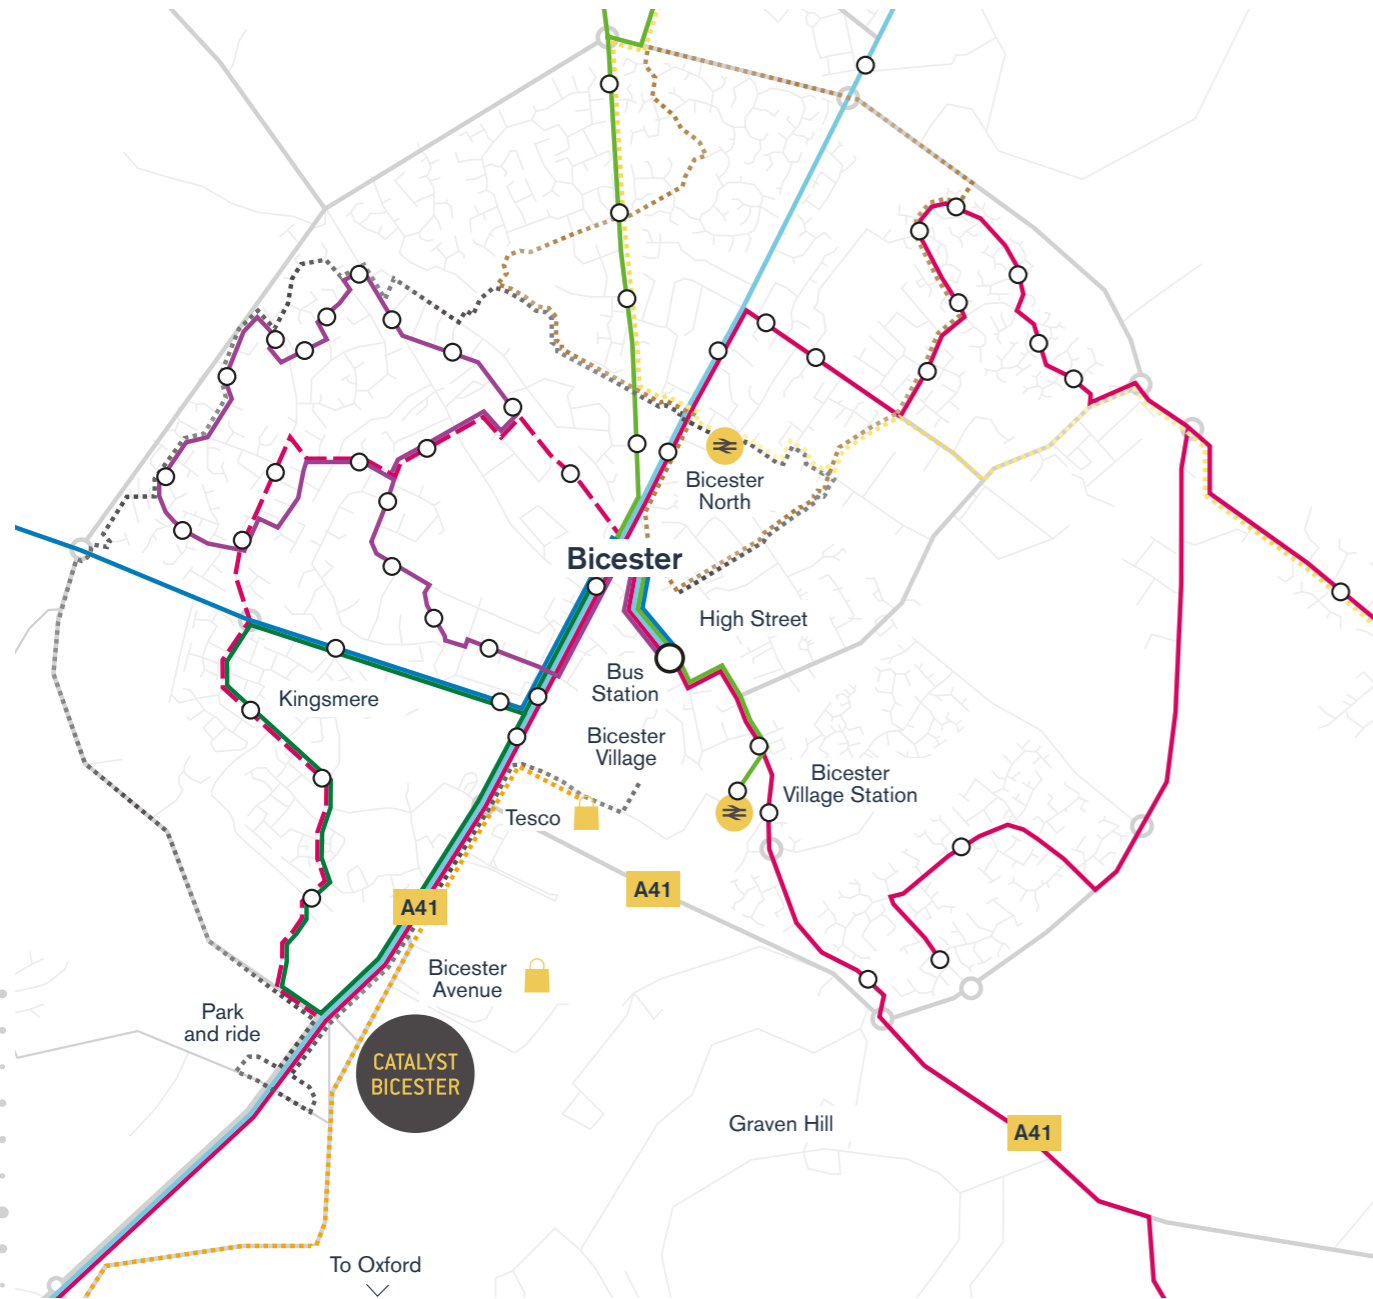 Bicester
North
Bicester
High Street
Bus
Station
Kingsmere
Bicester
Village
Bicester
Village Station
Tesco
A41
A41
Bicester
Avenue
Park
and ride
CATALYST
BICESTER
Graven Hill
A41
To Oxford